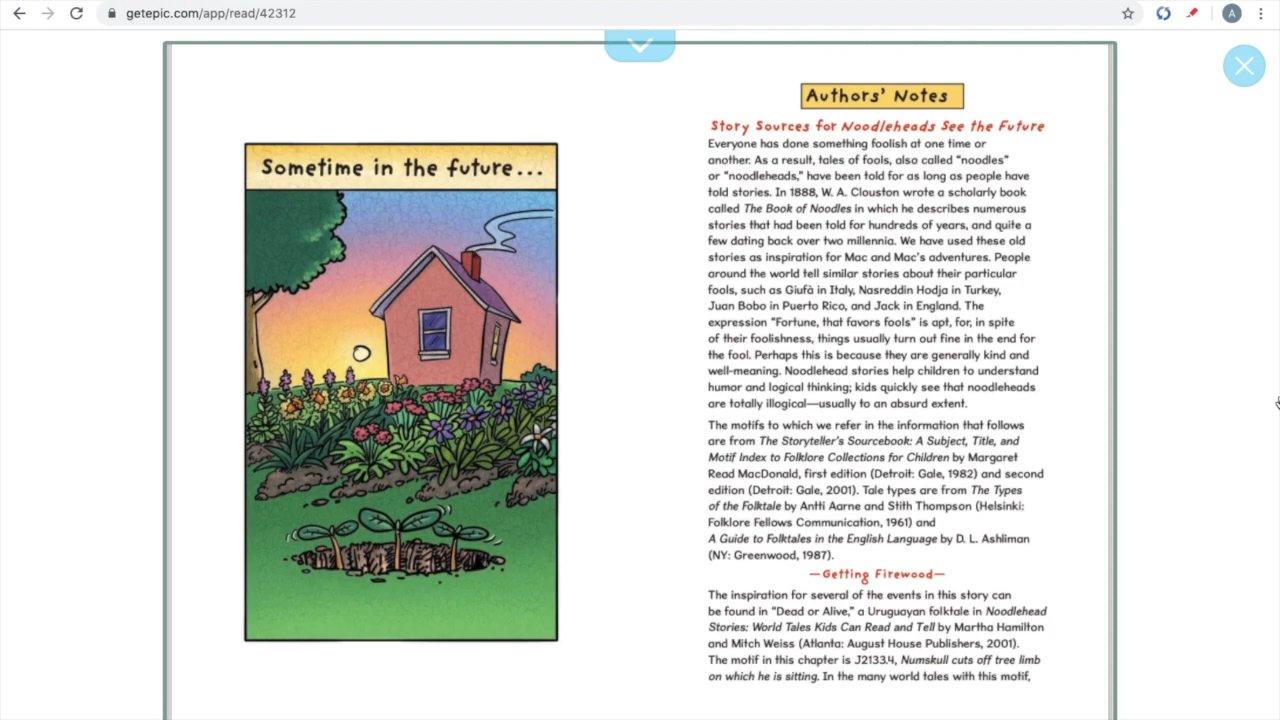 getepic.com/app/read/42312
A
Sometime in the future...
Authors' Notes
Story Sources for Noodleheads See the Future
Everyone has done something foolish at one time or
another. As a result, tales of fools, also called “noodles”
or “noodleheads,” have been told for as long as people have
told stories. In 1888, W. A. Clouston wrote a scholarly book
called The Book of Noodles in which he describes numerous
stories that had been told for hundreds of years, and quite a
few dating back over two millennia. We have used these old
stories as inspiration for Mac and Mac's adventures. People
around the world tell similar stories about their particular
fools, such as Giufà in Italy, Nasreddin Hodja in Turkey,
Juan Bobo in Puerto Rico, and Jack in England. The
expression “Fortune, that favors fools” is apt, for, in spite
of their foolishness, things usually turn out fine in the end for
the fool. Perhaps this is because they are generally kind and
well-meaning. Noodlehead stories help children to understand
humor and logical thinking; kids quickly see that noodleheads
are totally illogical—usually to an absurd extent.
The motifs to which we refer in the information that follows
are from The Storyteller's Sourcebook: A Subject, Title, and
Motif Index to Folklore Collections for Children by Margaret
Read MacDonald, first edition (Detroit: Gale, 1982) and second
edition (Detroit: Gale, 2001). Tale types are from The Types
of the Folktale by Antti Aarne and Stith Thompson (Helsinki:
Folklore Fellows Communication, 1961) and
A Guide to Folktales in the English Language by D. L. Ashliman
(NY: Greenwood, 1987).
—Getting Firewood—
The inspiration for several of the events in this story can
be found in “Dead or Alive,” a Uruguayan folktale in Noodlehead
Stories: World Tales Kids Can Read and Tell by Martha Hamilton
and Mitch Weiss (Atlanta: August House Publishers, 2001).
The motif in this chapter is J2133.4, Numskull cuts off tree limb
on which he is sitting. In the many world tales with this motif,